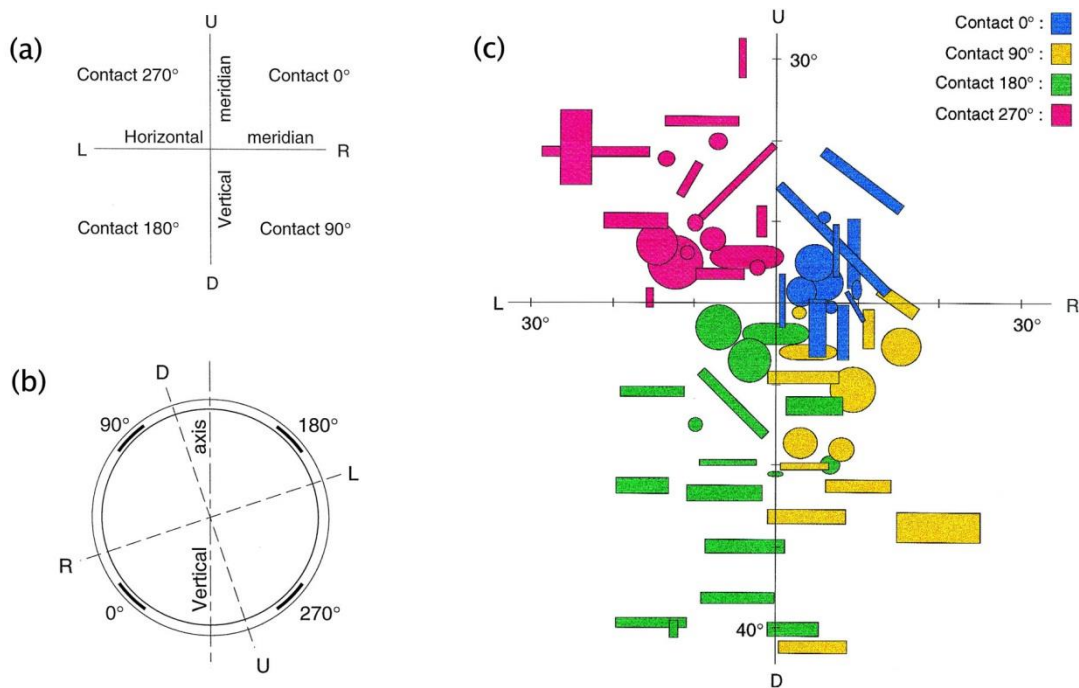 (a)
U
Contact 270°
meridian
Contact 0°
Horizontal
meridian
L
R
Contact 180°
Vertical
Contact 90°
D
(b)
D
90°
axis
180°
L
R
Vertical
0°
270°
U
(c)
U
Contact 0° :
30°
Contact 90° :
Contact 180° :
Contact 270° :
L
R
30°
30°
40°
D